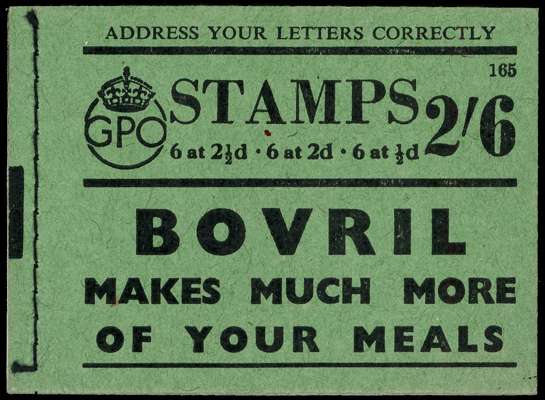 ADDRESS YOUR LETTERS CORRECTLY
165
GPO
STAMPS 2/6
6 at 2½d · 6 at 2d · 6 at ½d
BOVRIL
MAKES MUCH MORE
OF YOUR MEALS